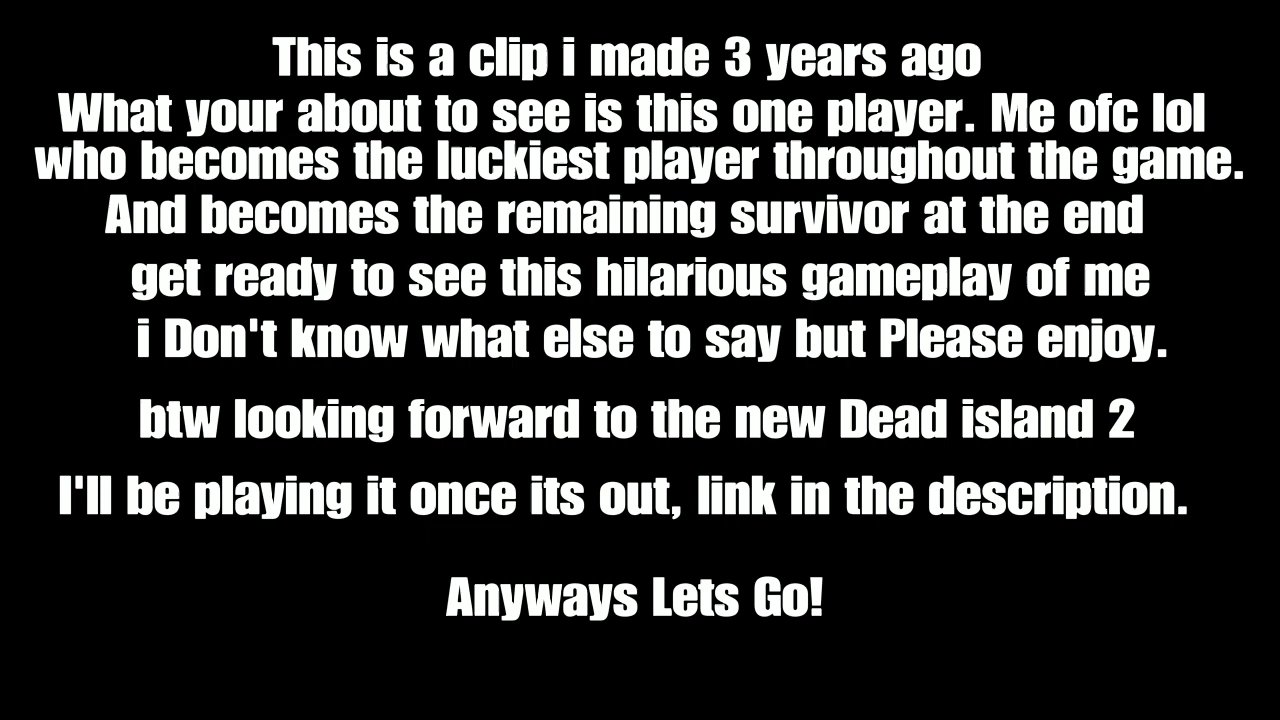 This is a clip i made 3 years ago
What your about to see is this one player. Me ofc lol
who becomes the luckiest player throughout the game.
And becomes the remaining survivor at the end
get ready to see this hilarious gameplay of me
i Don't know what else to say but Please enjoy.
btw looking forward to the new Dead island 2
I'll be playing it once its out, link in the description.
Anyways Lets Go!